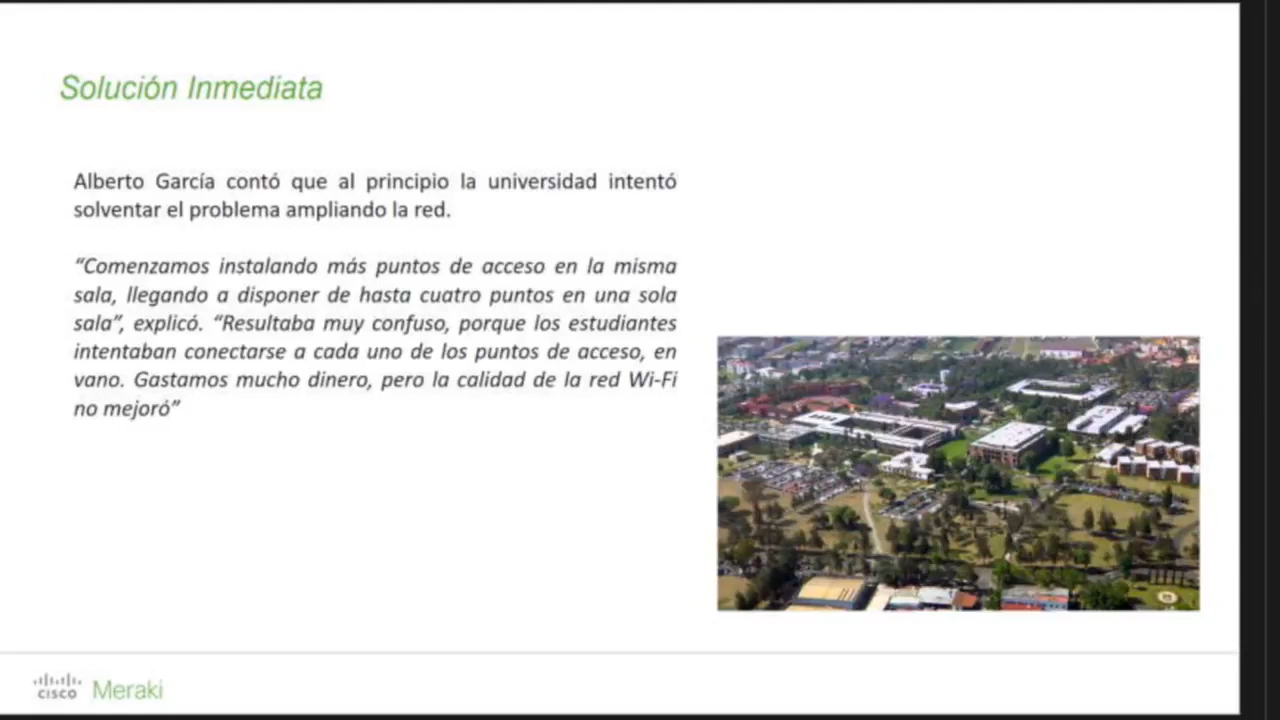 Solución Inmediata
Alberto García contó que al principio la universidad intentó
solventar el problema ampliando la red.
“Comenzamos instalando más puntos de acceso en la misma
sala, llegando a disponer de hasta cuatro puntos en una sola
sala”, explicó. “Resultaba muy confuso, porque los estudiantes
intentaban conectarse a cada uno de los puntos de acceso, en
vano. Gastamos mucho dinero, pero la calidad de la red Wi-Fi
no mejoró”
cisco Meraki